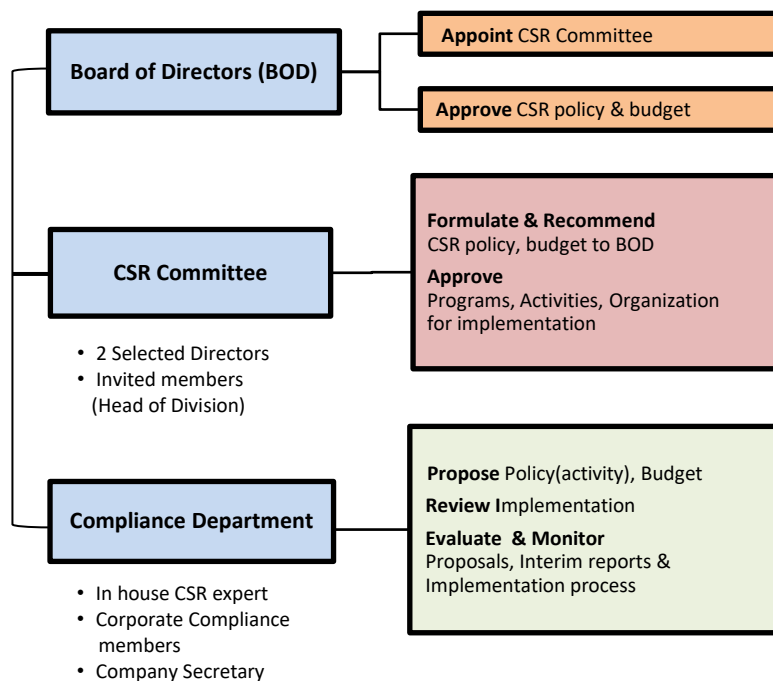 Board of Directors (BOD)
Appoint CSR Committee
Approve CSR policy & budget
CSR Committee
• 2 Selected Directors
• Invited members
(Head of Division)
Formulate & Recommend
CSR policy, budget to BOD
Approve
Programs, Activities, Organization
for implementation
Compliance Department
• In house CSR expert
• Corporate Compliance
members
• Company Secretary
Propose Policy(activity), Budget
Review Implementation
Evaluate & Monitor
Proposals, Interim reports &
Implementation process